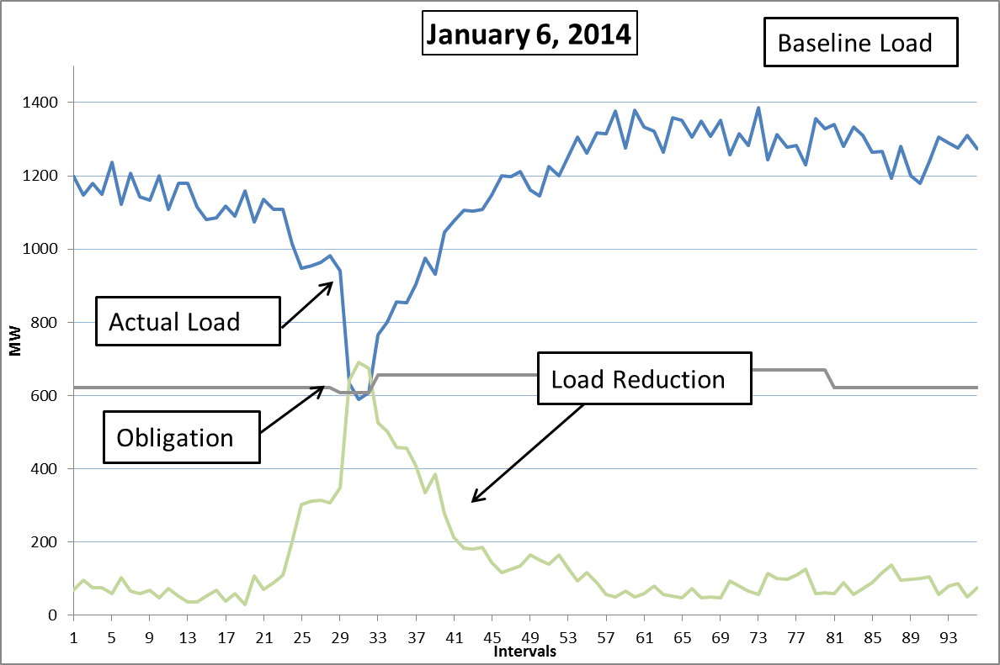 January 6, 2014
Baseline Load
1400
1200
1000
800
600
400
200
0
MW
Actual Load
Load Reduction
Obligation
1 5 9 13 17 21 25 29 33 37 41 45 49 53 57 61 65 69 73 77 81 85 89 93
Intervals